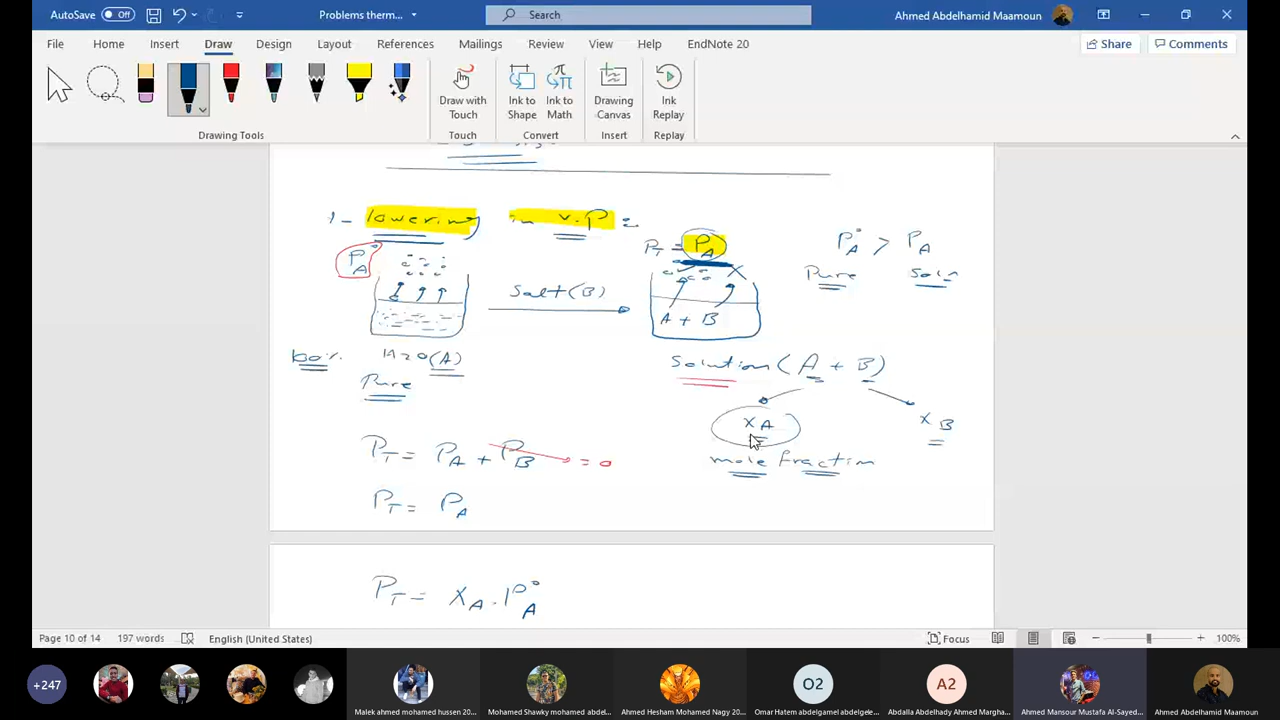 AutoSave Off
Problems therm...
Search
Ahmed Abdelhamid Maamoun
File Home Insert Draw Design Layout References Mailings Review View Help EndNote 20
Share Comments
Draw with Touch
Ink to Shape
Ink to Math
Drawing Canvas
Ink Replay
Drawing Tools
Touch
Convert
Insert
Replay
1- lowering in v.P :
P°A
PT = PA
P°A > PA
Pure Soln
Salt (B)
A + B
100% H2O (A)
Pure
Solution (A + B)
XA XB
mole fraction
PT = PA + PB = 0
PT = PA
PT = XA . P°A
Page 10 of 14 197 words English (United States)
Focus
100%
+247
Malek ahmed mohamed hussen 20...
Mohamed Shawky mohamed abdel...
Ahmed Hesham Mohamed Nagy 20...
O2
Omar Hatem abdelgamel abdelgele...
A2
Abdalla Abdelhady Ahmed Margha...
Ahmed Mansour Mustafa Al-Sayed...
Ahmed Abdelhamid Maamoun